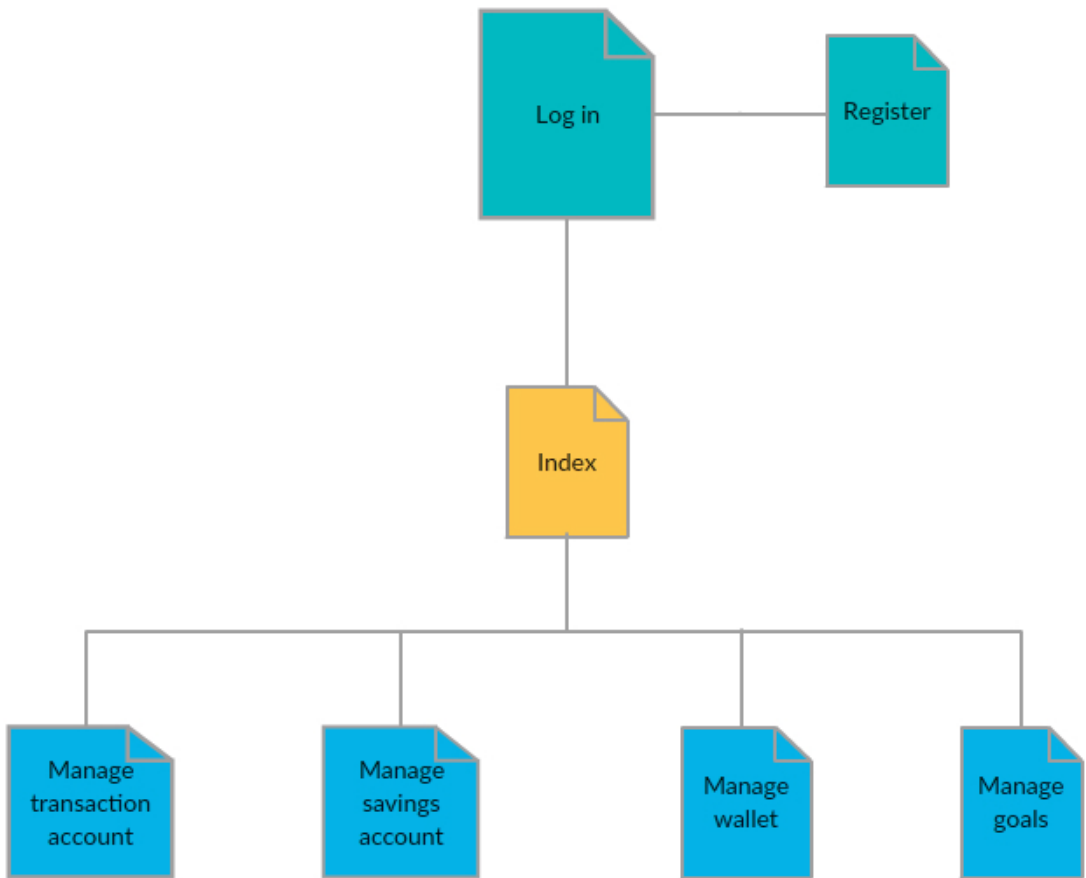 Log in
Register
Index
Manage
transaction
account
Manage
savings
account
Manage
wallet
Manage
goals